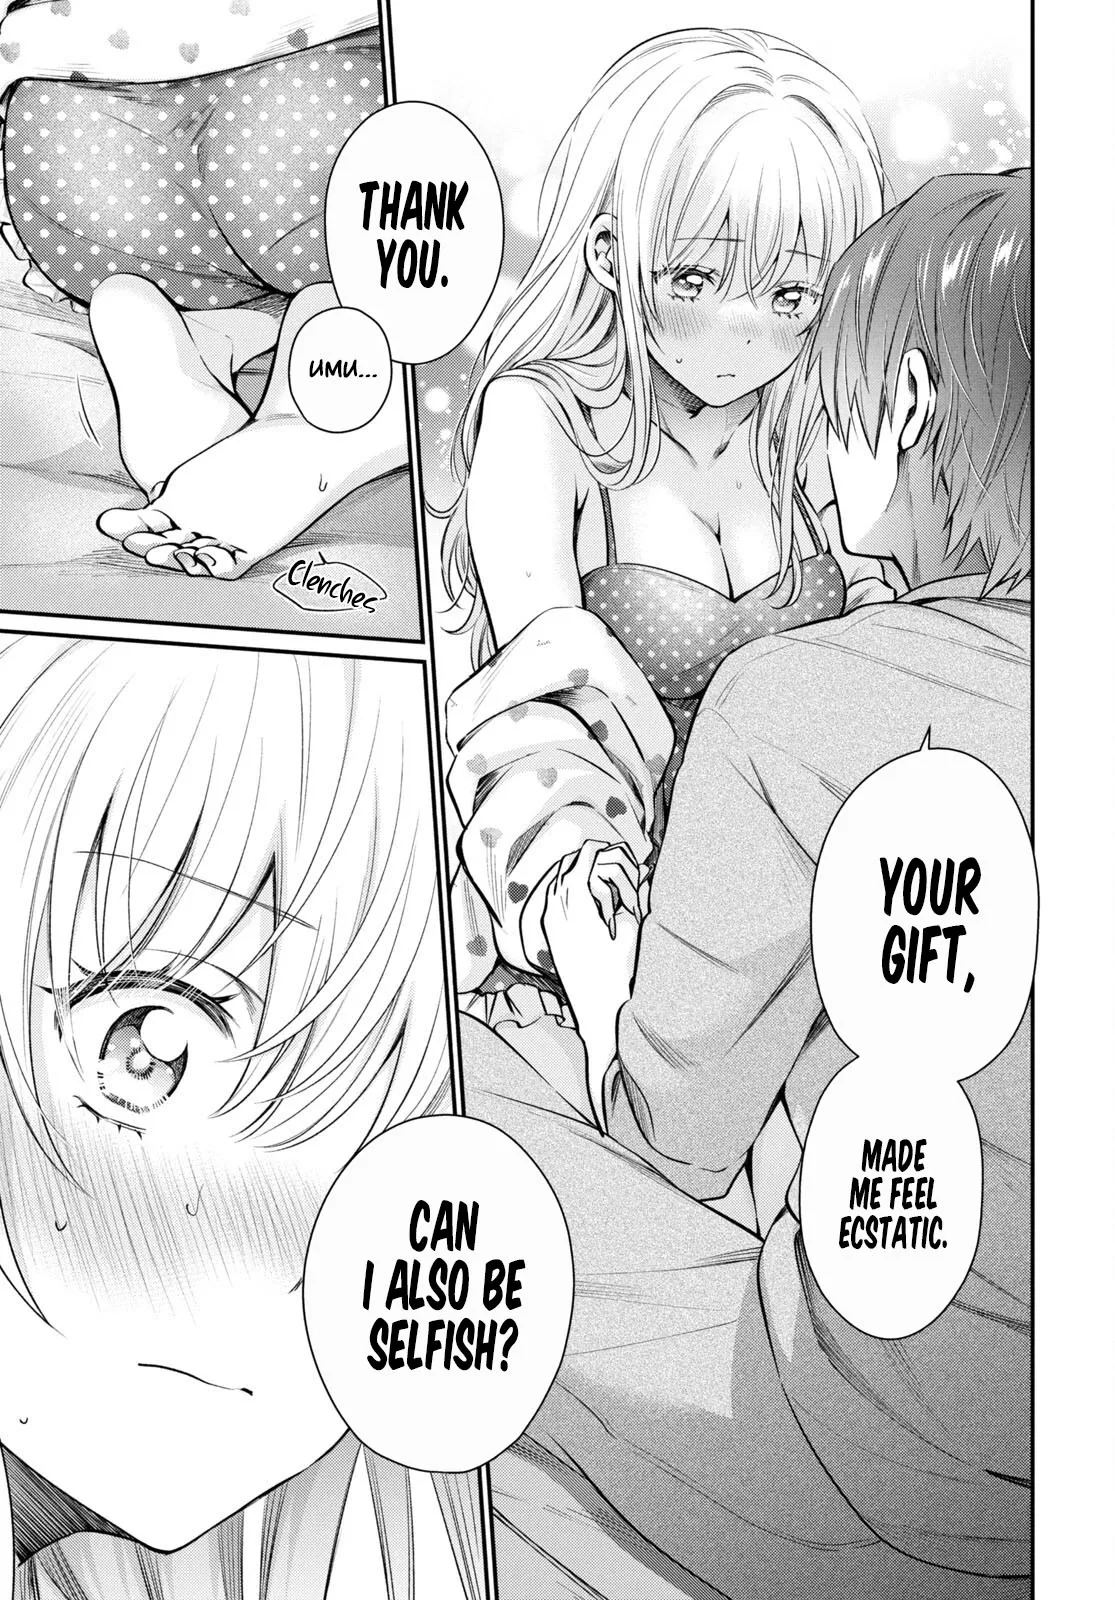 YOUR
GIFT,
MADE
ME FEEL
ECSTATIC.
THANK
YOU.
UMU...
Clenches
CAN
I ALSO BE
SELFISH?